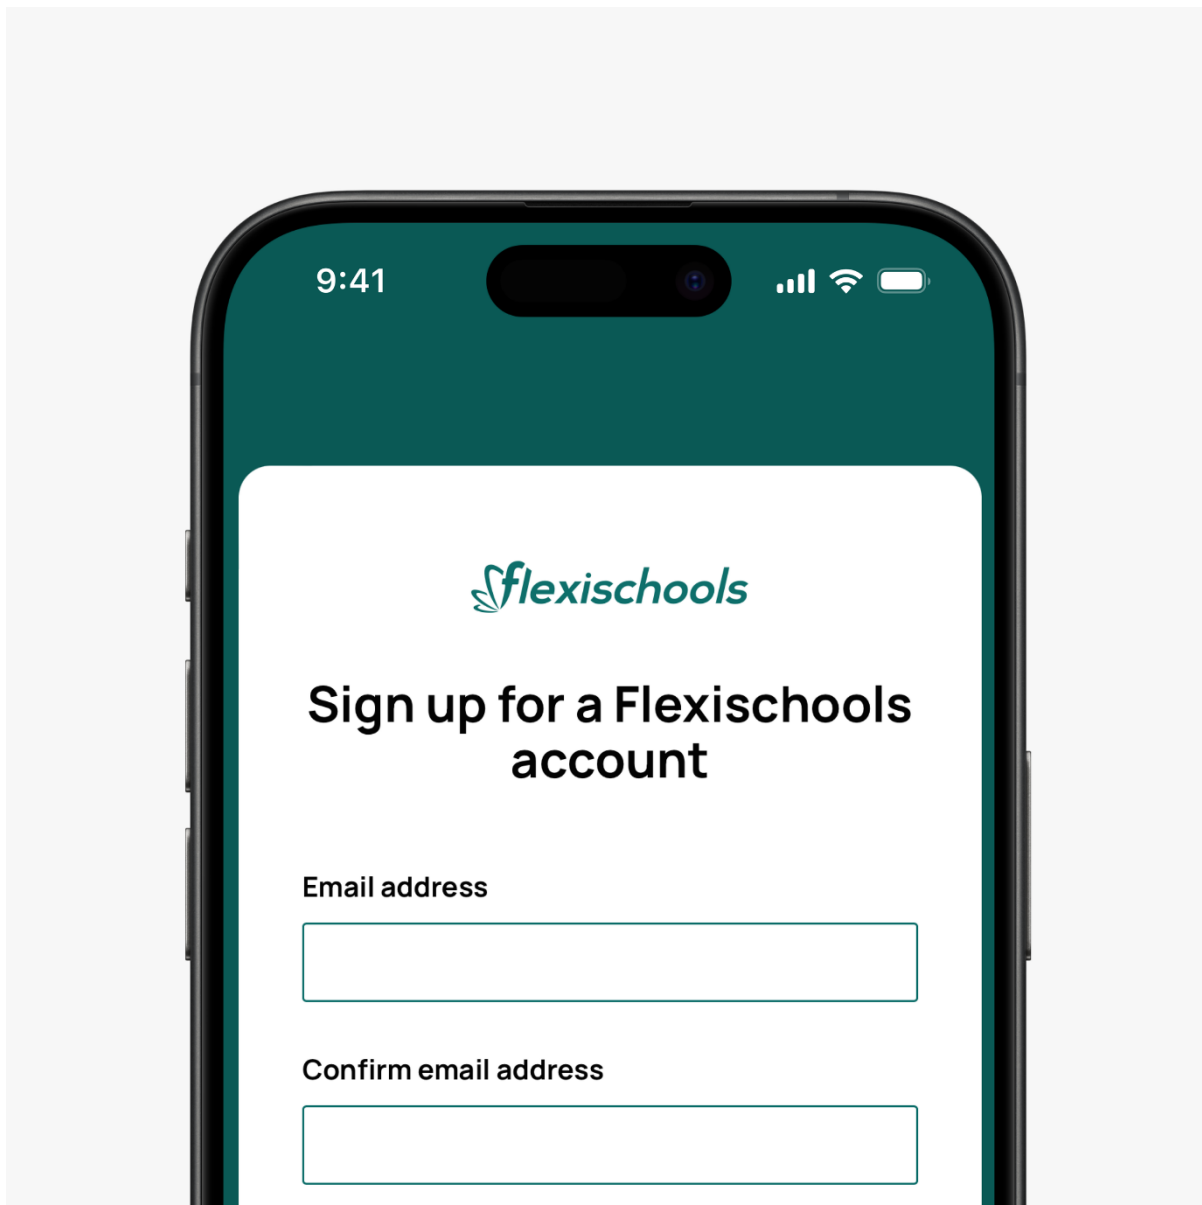 9:41
flexischools
Sign up for a Flexischools
account
Email address
Confirm email address